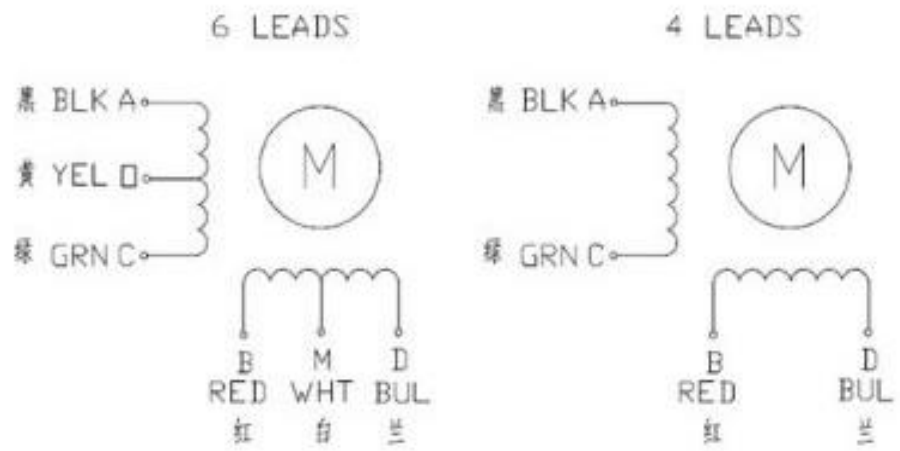 6 LEADS
4 LEADS
黑 BLK A
黄 YEL O
绿 GRN C
M
B M D
RED WHT BUL
红 白 兰
黑 BLK A
绿 GRN C
M
B D
RED BUL
红 兰